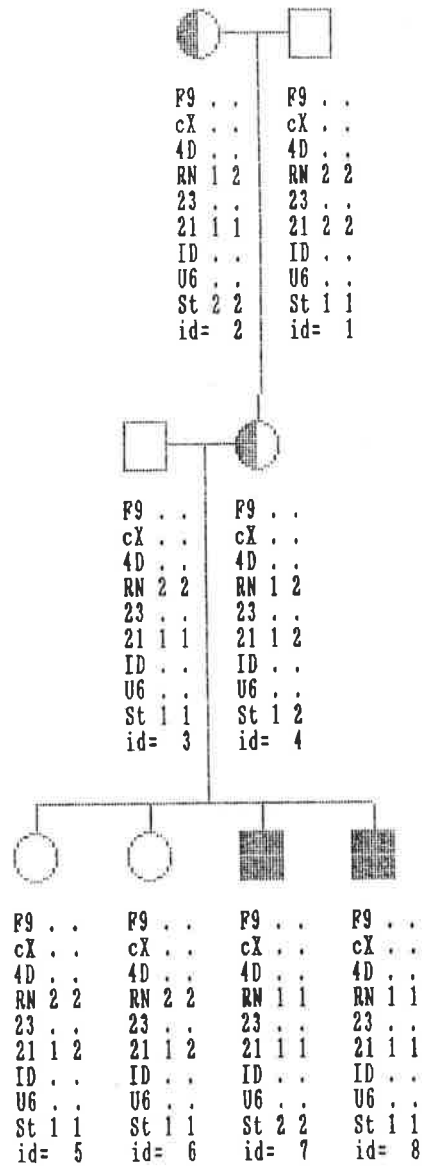 F9 . .
cX . .
4D . .
RN 1 2
23 . .
21 1 1
ID . .
U6 . .
St 2 2
id= 2
F9 . .
cX . .
4D . .
RN 2 2
23 . .
21 2 2
ID . .
U6 . .
St 1 1
id= 1
F9 . .
cX . .
4D . .
RN 2 2
23 . .
21 1 1
ID . .
U6 . .
St 1 1
id= 3
F9 . .
cX . .
4D . .
RN 1 2
23 . .
21 1 2
ID . .
U6 . .
St 1 2
id= 4
F9 . .
cX . .
4D . .
RN 2 2
23 . .
21 1 2
ID . .
U6 . .
St 1 1
id= 5
F9 . .
cX . .
4D . .
RN 2 2
23 . .
21 1 2
ID . .
U6 . .
St 1 1
id= 6
F9 . .
cX . .
4D . .
RN 1 1
23 . .
21 1 1
ID . .
U6 . .
St 2 2
id= 7
F9 . .
cX . .
4D . .
RN 1 1
23 . .
21 1 1
ID . .
U6 . .
St 1 1
id= 8